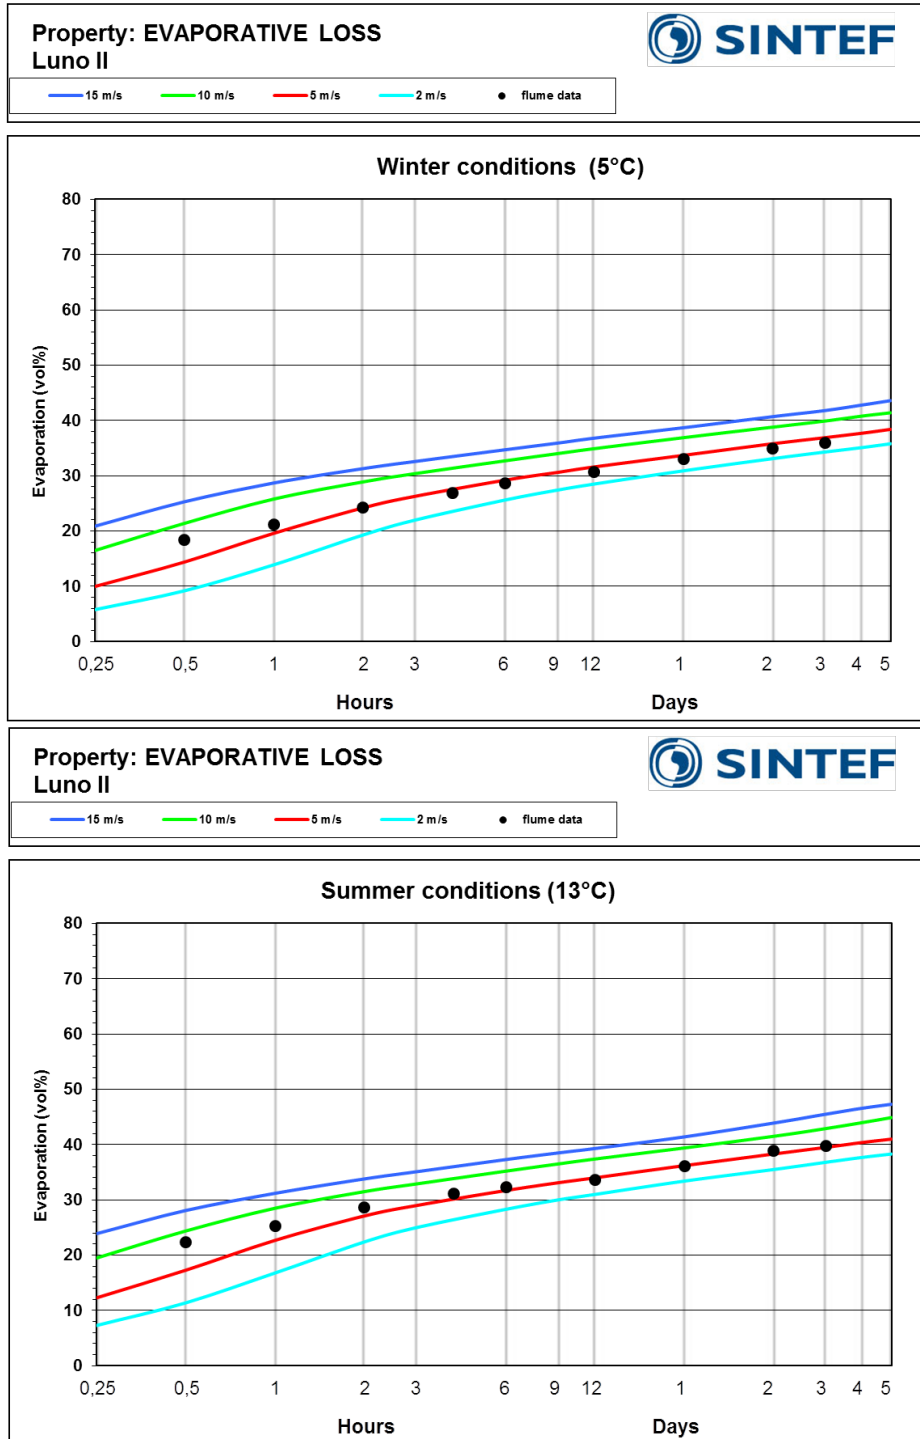 Property: EVAPORATIVE LOSS
Luno II
SINTEF
15 m/s 10 m/s 5 m/s 2 m/s flume data
Winter conditions (5°C)
Evaporation (vol%)
80
70
60
50
40
30
20
10
0
0,25 0,5 1 2 3 6 9 12 1 2 3 4 5
Hours Days
Property: EVAPORATIVE LOSS
Luno II
SINTEF
15 m/s 10 m/s 5 m/s 2 m/s flume data
Summer conditions (13°C)
Evaporation (vol%)
80
70
60
50
40
30
20
10
0
0,25 0,5 1 2 3 6 9 12 1 2 3 4 5
Hours Days